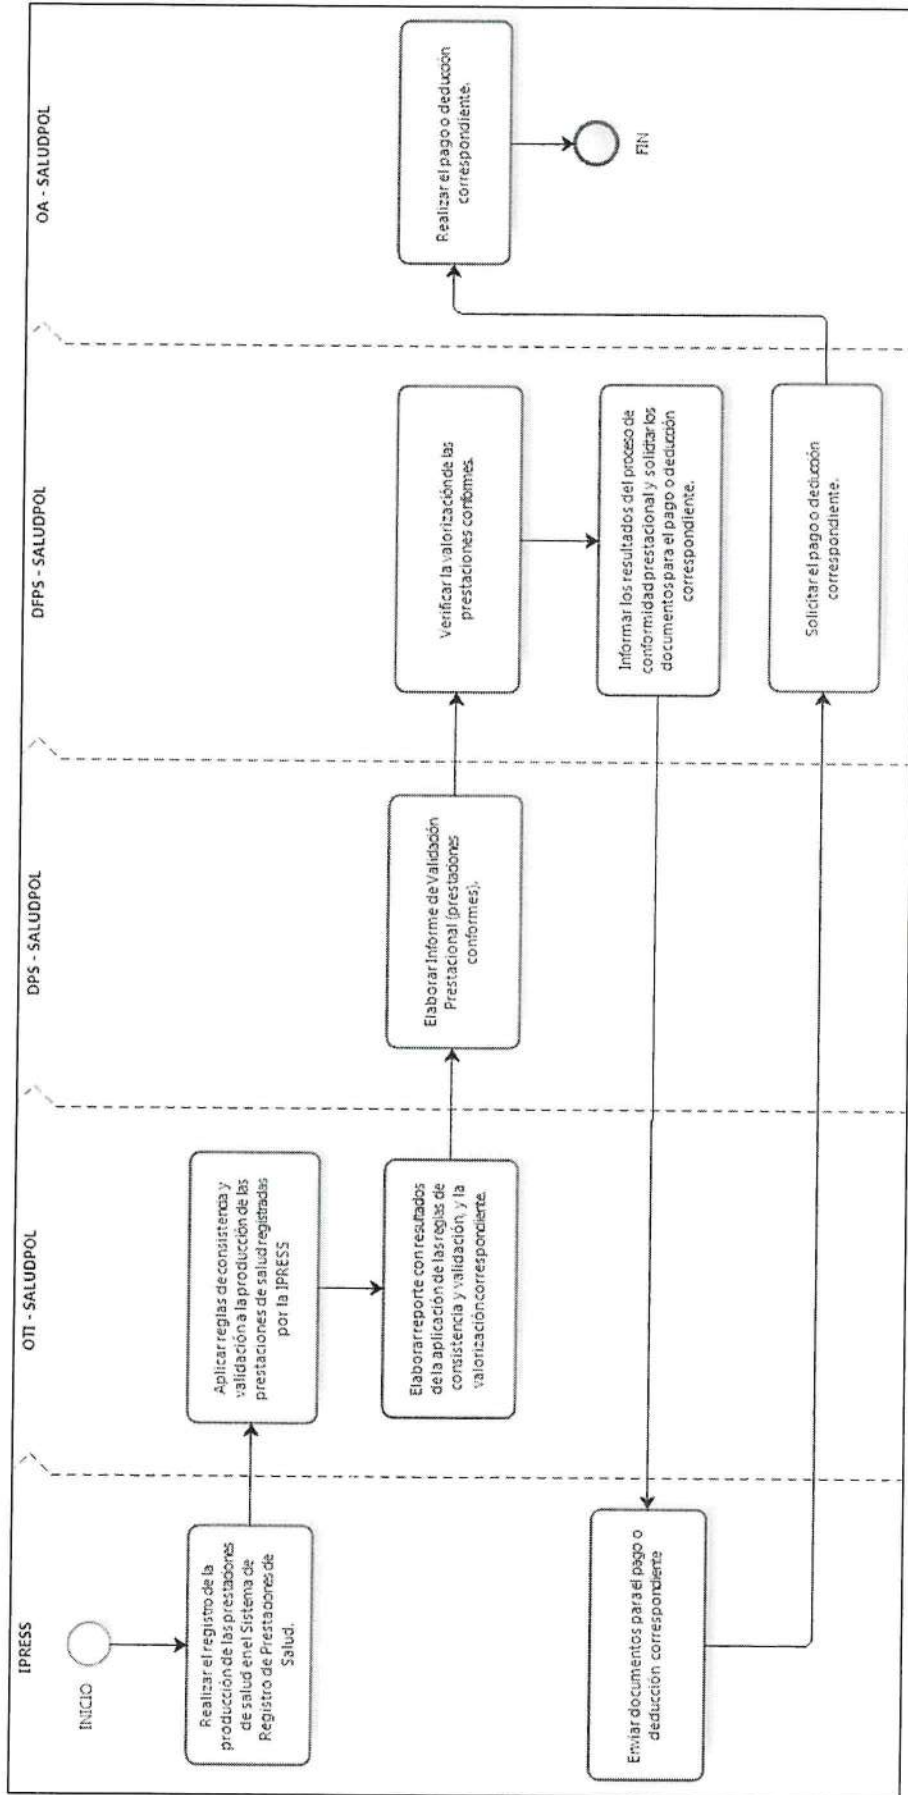 IPRESS
OTI - SALUDPOL
DPS - SALUDPOL
DFPS - SALUDPOL
OA - SALUDPOL
INICIO
Realizar el registro de la
producción de las prestaciones
de salud en el Sistema de
Registro de Prestaciones de
Salud.
Aplicar reglas de consistencia y
validación a la producción de las
prestaciones de salud registradas
por la IPRESS
Elaborar reporte con resultados
de la aplicación de las reglas de
consistencia y validación, y la
valorización correspondiente.
Elaborar Informe de Validación
Prestacional (prestaciones
conformes).
Verificar la valorización de las
prestaciones conformes.
Informar los resultados del proceso de
conformidad prestacional y solicitar los
documentos para el pago o deducción
correspondiente.
Enviar documentos para el pago o
deducción correspondiente
Solicitar el pago o deducción
correspondiente.
Realizar el pago o deducción
correspondiente.
FIN